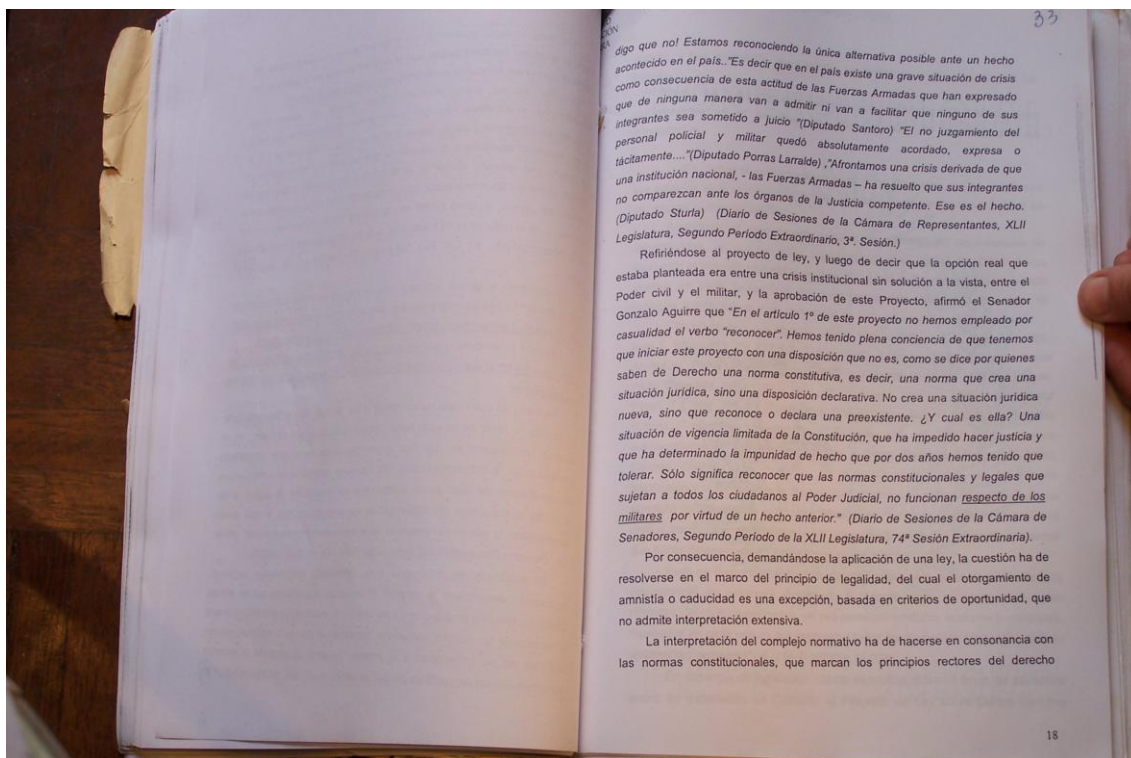 33
digo que no! Estamos reconociendo la única alternativa posible ante un hecho
acontecido en el país.."Es decir que en el país existe una grave situación de crisis
como consecuencia de esta actitud de las Fuerzas Armadas que han expresado
que de ninguna manera van a admitir ni van a facilitar que ninguno de sus
integrantes sea sometido a juicio "(Diputado Santoro) "El no juzgamiento del
personal policial y militar quedó absolutamente acordado, expresa o
tácitamente...."(Diputado Porras Larralde) ,"Afrontamos una crisis derivada de que
una institución nacional, - las Fuerzas Armadas – ha resuelto que sus integrantes
no comparezcan ante los órganos de la Justicia competente. Ese es el hecho.
(Diputado Sturla) (Diario de Sesiones de la Cámara de Representantes, XLII
Legislatura, Segundo Período Extraordinario, 3ª. Sesión.)
Refiriéndose al proyecto de ley, y luego de decir que la opción real que
estaba planteada era entre una crisis institucional sin solución a la vista, entre el
Poder civil y el militar, y la aprobación de este Proyecto, afirmó el Senador
Gonzalo Aguirre que "En el artículo 1º de este proyecto no hemos empleado por
casualidad el verbo "reconocer". Hemos tenido plena conciencia de que tenemos
que iniciar este proyecto con una disposición que no es, como se dice por quienes
saben de Derecho una norma constitutiva, es decir, una norma que crea una
situación jurídica, sino una disposición declarativa. No crea una situación jurídica
nueva, sino que reconoce o declara una preexistente. ¿Y cual es ella? Una
situación de vigencia limitada de la Constitución, que ha impedido hacer justicia y
que ha determinado la impunidad de hecho que por dos años hemos tenido que
tolerar. Sólo significa reconocer que las normas constitucionales y legales que
sujetan a todos los ciudadanos al Poder Judicial, no funcionan respecto de los
militares por virtud de un hecho anterior." (Diario de Sesiones de la Cámara de
Senadores, Segundo Período de la XLII Legislatura, 74ª Sesión Extraordinaria).
Por consecuencia, demandándose la aplicación de una ley, la cuestión ha de
resolverse en el marco del principio de legalidad, del cual el otorgamiento de
amnistía o caducidad es una excepción, basada en criterios de oportunidad, que
no admite interpretación extensiva.
La interpretación del complejo normativo ha de hacerse en consonancia con
las normas constitucionales, que marcan los principios rectores del derecho
18